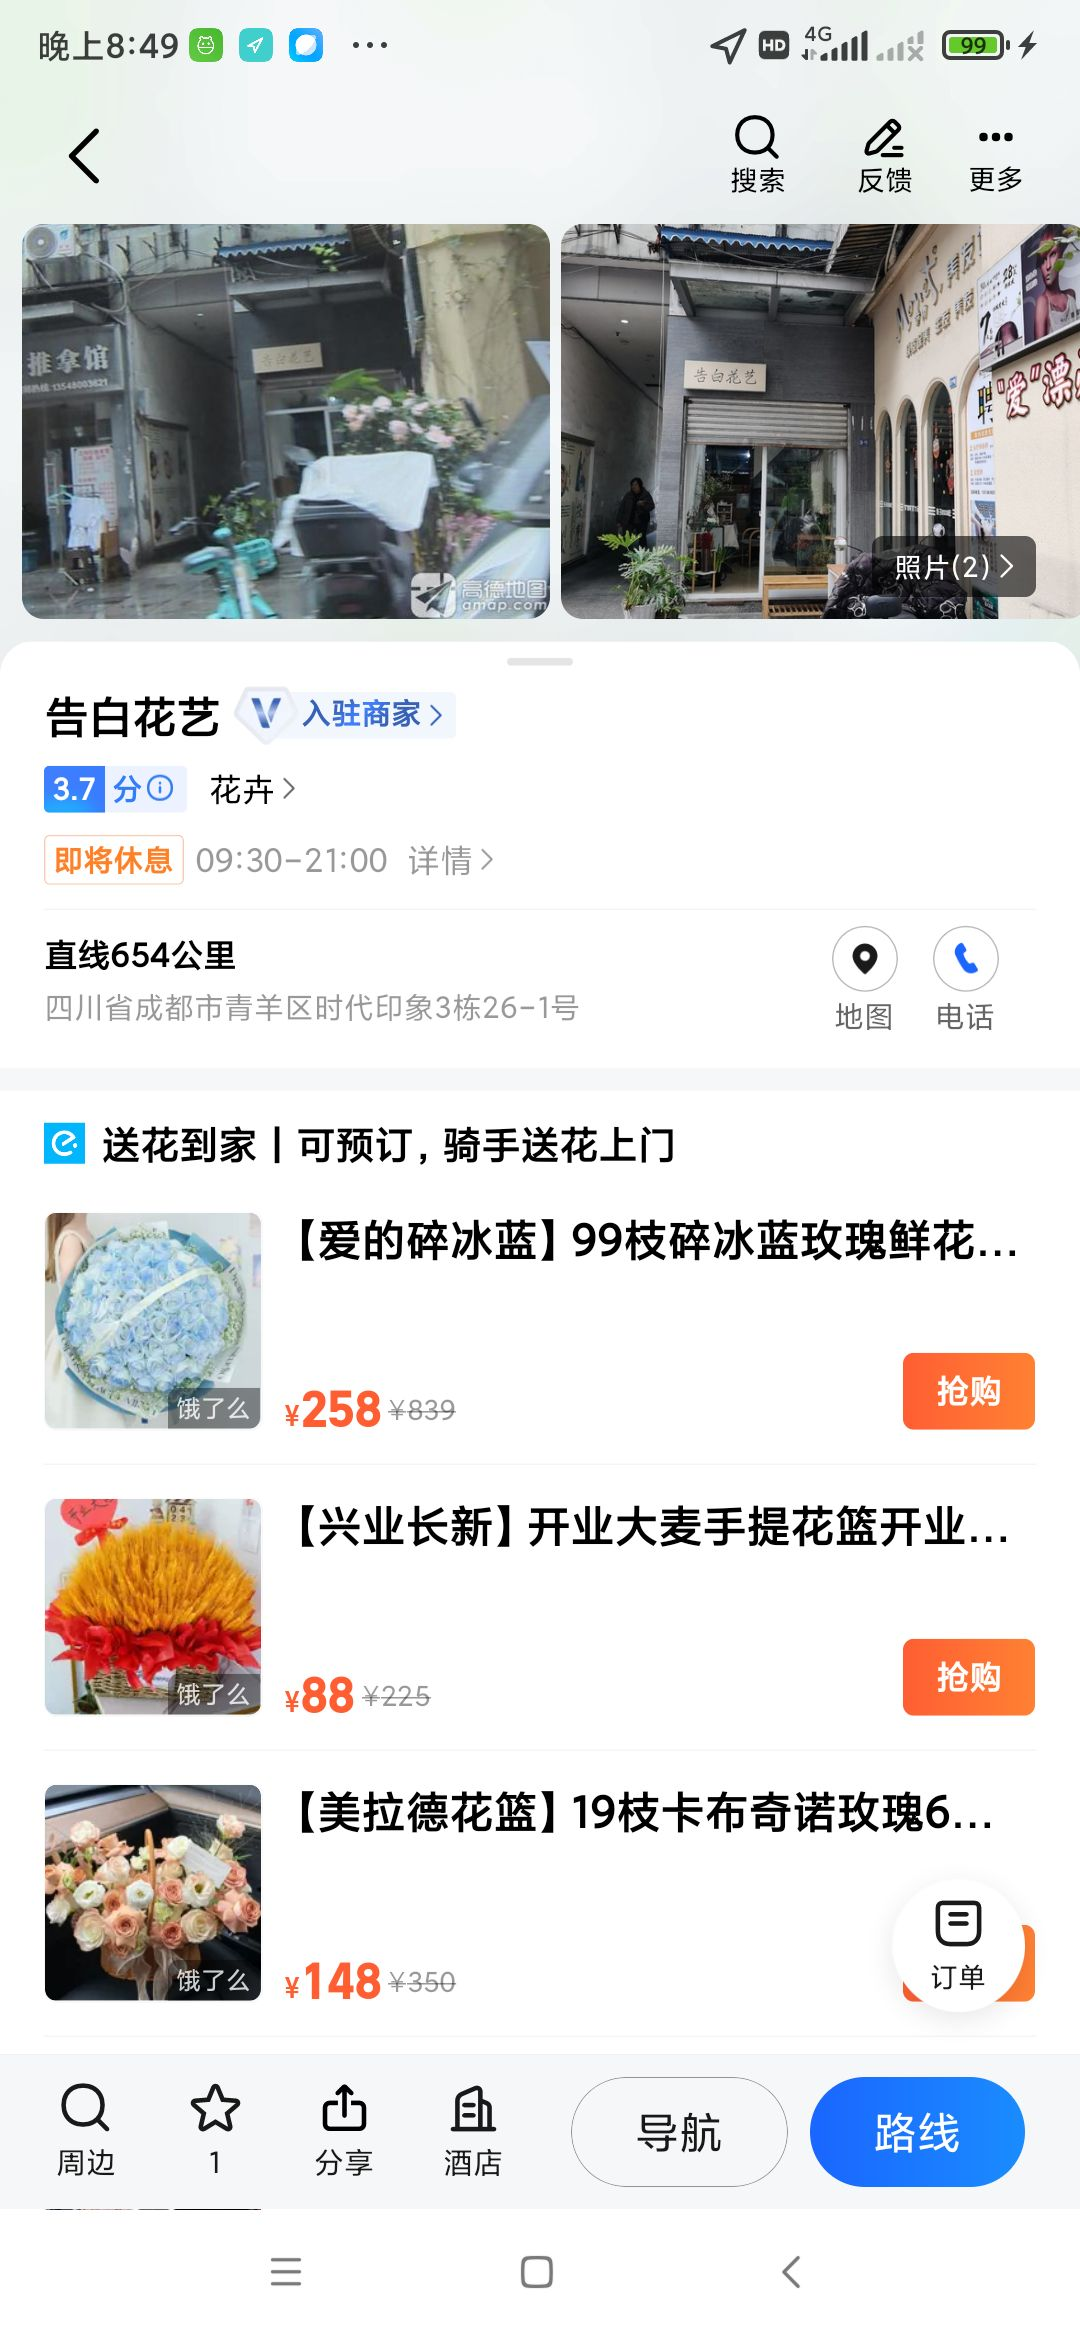 晚上8:49
HD 4G 99
搜索 反馈 更多
推拿馆
13548003621
告白花艺
高德地图
amap.com
告白花艺
28
7
聘
"爱"漂
照片(2)
告白花艺 V 入驻商家
3.7 分 花卉
即将休息 09:30-21:00 详情
直线654公里
四川省成都市青羊区时代印象3栋26-1号
地图 电话
送花到家 | 可预订, 骑手送花上门
【爱的碎冰蓝】99枝碎冰蓝玫瑰鲜花...
饿了么
¥258 ¥839
抢购
【兴业长新】开业大麦手提花篮开业...
饿了么
¥88 ¥225
抢购
【美拉德花篮】19枝卡布奇诺玫瑰6...
饿了么
¥148 ¥350
订单
周边 1 分享 酒店 导航 路线